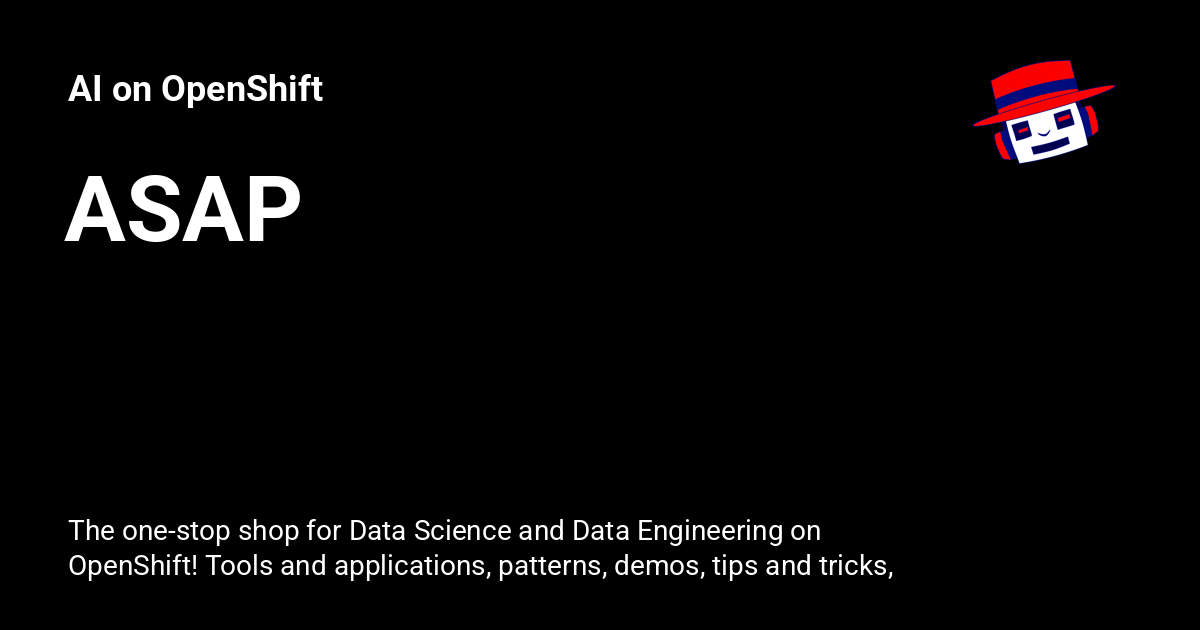 AI on OpenShift
ASAP
The one-stop shop for Data Science and Data Engineering on
OpenShift! Tools and applications, patterns, demos, tips and tricks,